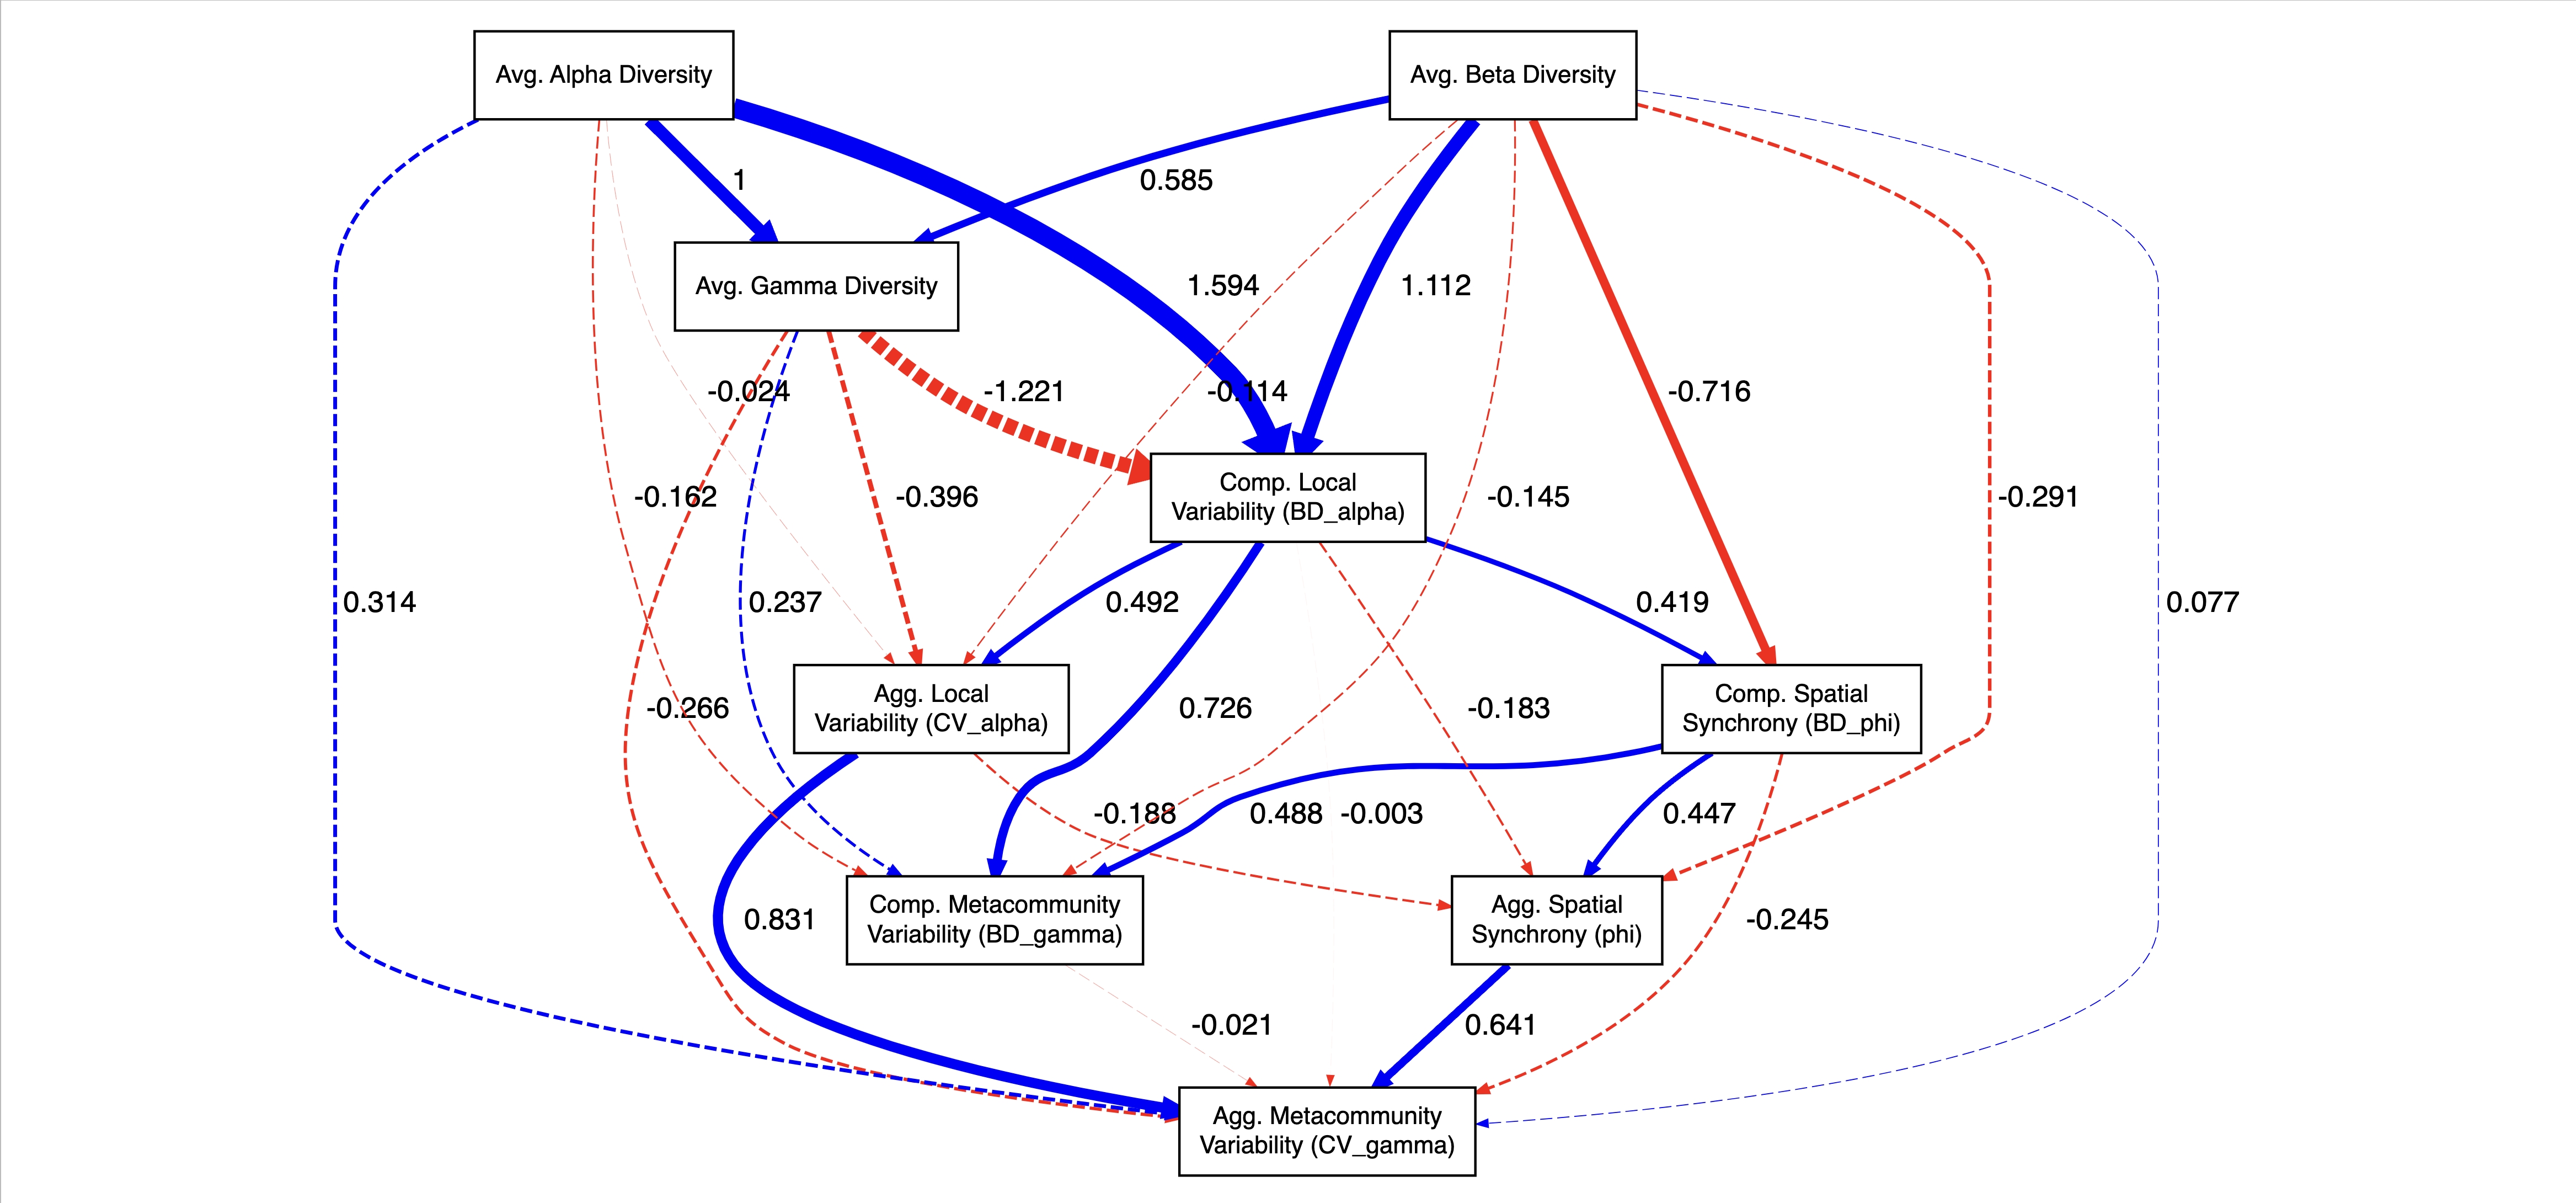 Avg. Alpha Diversity
Avg. Beta Diversity
1
0.585
Avg. Gamma Diversity
1.594
1.112
-0.024
-1.221
-0.114
-0.716
Comp. Local
Variability (BD_alpha)
-0.162
-0.396
-0.145
-0.291
0.314
0.237
0.492
0.419
0.077
Agg. Local
Variability (CV_alpha)
Comp. Spatial
Synchrony (BD_phi)
-0.266
0.726
-0.183
-0.188
0.488
-0.003
0.447
Comp. Metacommunity
Variability (BD_gamma)
Agg. Spatial
Synchrony (phi)
0.831
-0.245
-0.021
0.641
Agg. Metacommunity
Variability (CV_gamma)